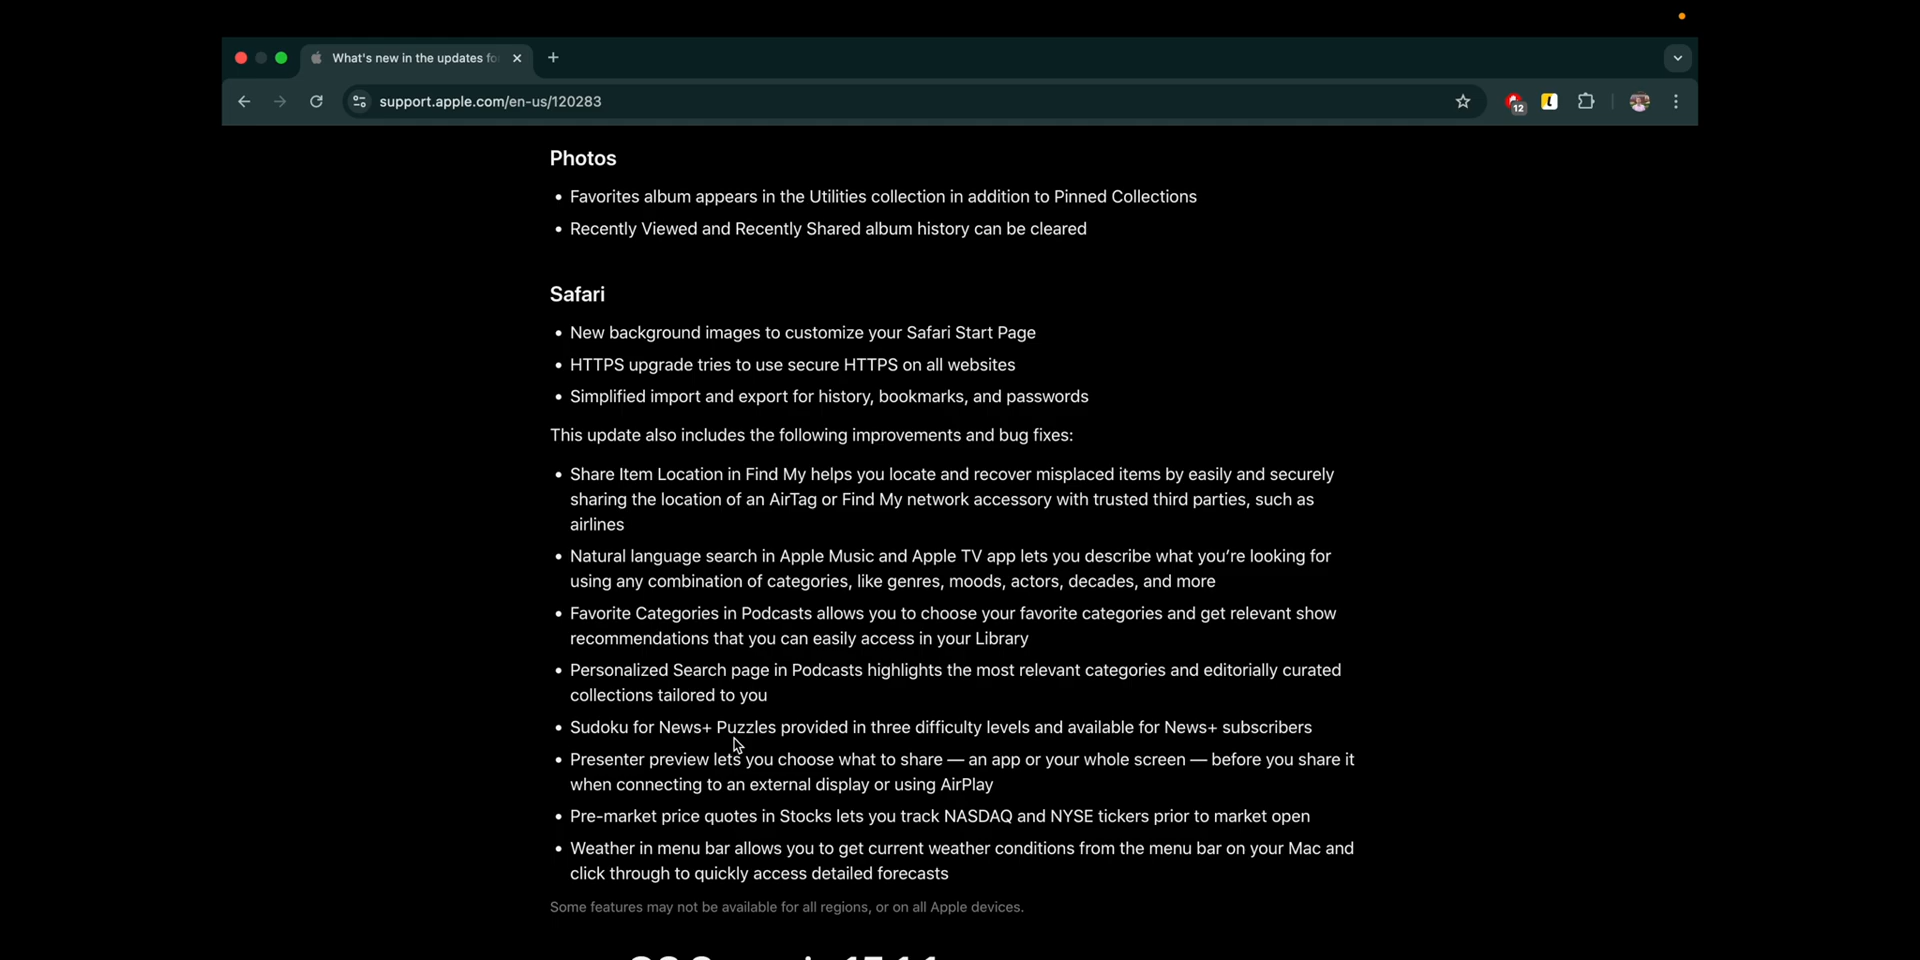 What's new in the updates fo
support.apple.com/en-us/120283
12
Photos
• Favorites album appears in the Utilities collection in addition to Pinned Collections
• Recently Viewed and Recently Shared album history can be cleared
Safari
• New background images to customize your Safari Start Page
• HTTPS upgrade tries to use secure HTTPS on all websites
• Simplified import and export for history, bookmarks, and passwords
This update also includes the following improvements and bug fixes:
• Share Item Location in Find My helps you locate and recover misplaced items by easily and securely
sharing the location of an AirTag or Find My network accessory with trusted third parties, such as
airlines
• Natural language search in Apple Music and Apple TV app lets you describe what you're looking for
using any combination of categories, like genres, moods, actors, decades, and more
• Favorite Categories in Podcasts allows you to choose your favorite categories and get relevant show
recommendations that you can easily access in your Library
• Personalized Search page in Podcasts highlights the most relevant categories and editorially curated
collections tailored to you
• Sudoku for News+ Puzzles provided in three difficulty levels and available for News+ subscribers
• Presenter preview lets you choose what to share — an app or your whole screen — before you share it
when connecting to an external display or using AirPlay
• Pre-market price quotes in Stocks lets you track NASDAQ and NYSE tickers prior to market open
• Weather in menu bar allows you to get current weather conditions from the menu bar on your Mac and
click through to quickly access detailed forecasts
Some features may not be available for all regions, or on all Apple devices.